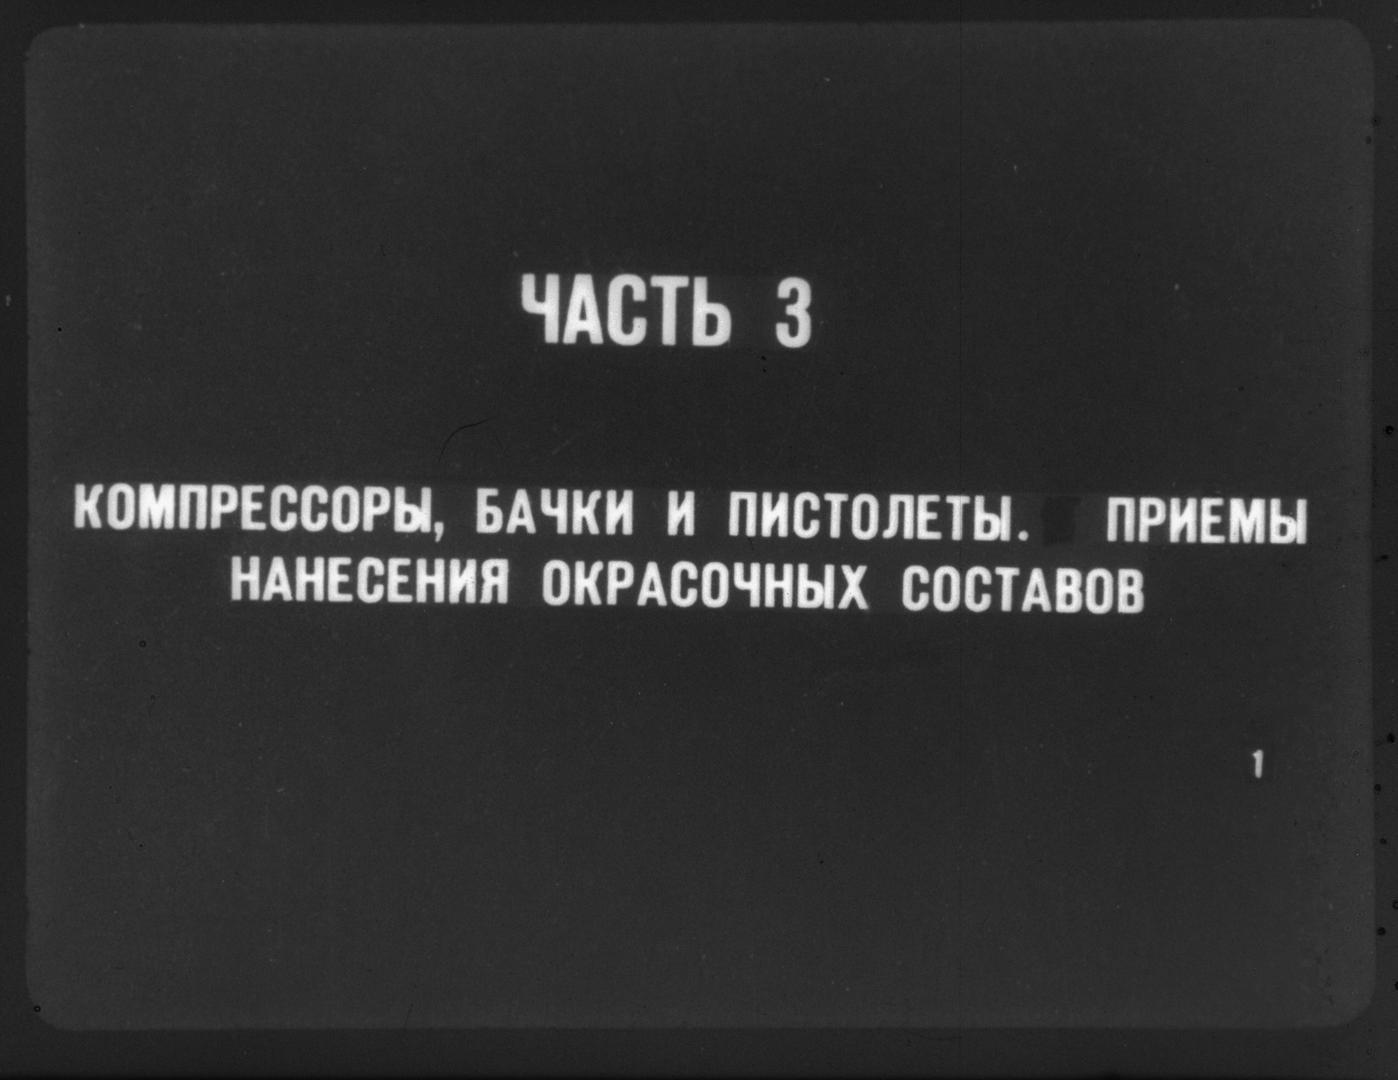 ЧАСТЬ 3
КОМПРЕССОРЫ, БАЧКИ И ПИСТОЛЕТЫ. ПРИЕМЫ
НАНЕСЕНИЯ ОКРАСОЧНЫХ СОСТАВОВ
1